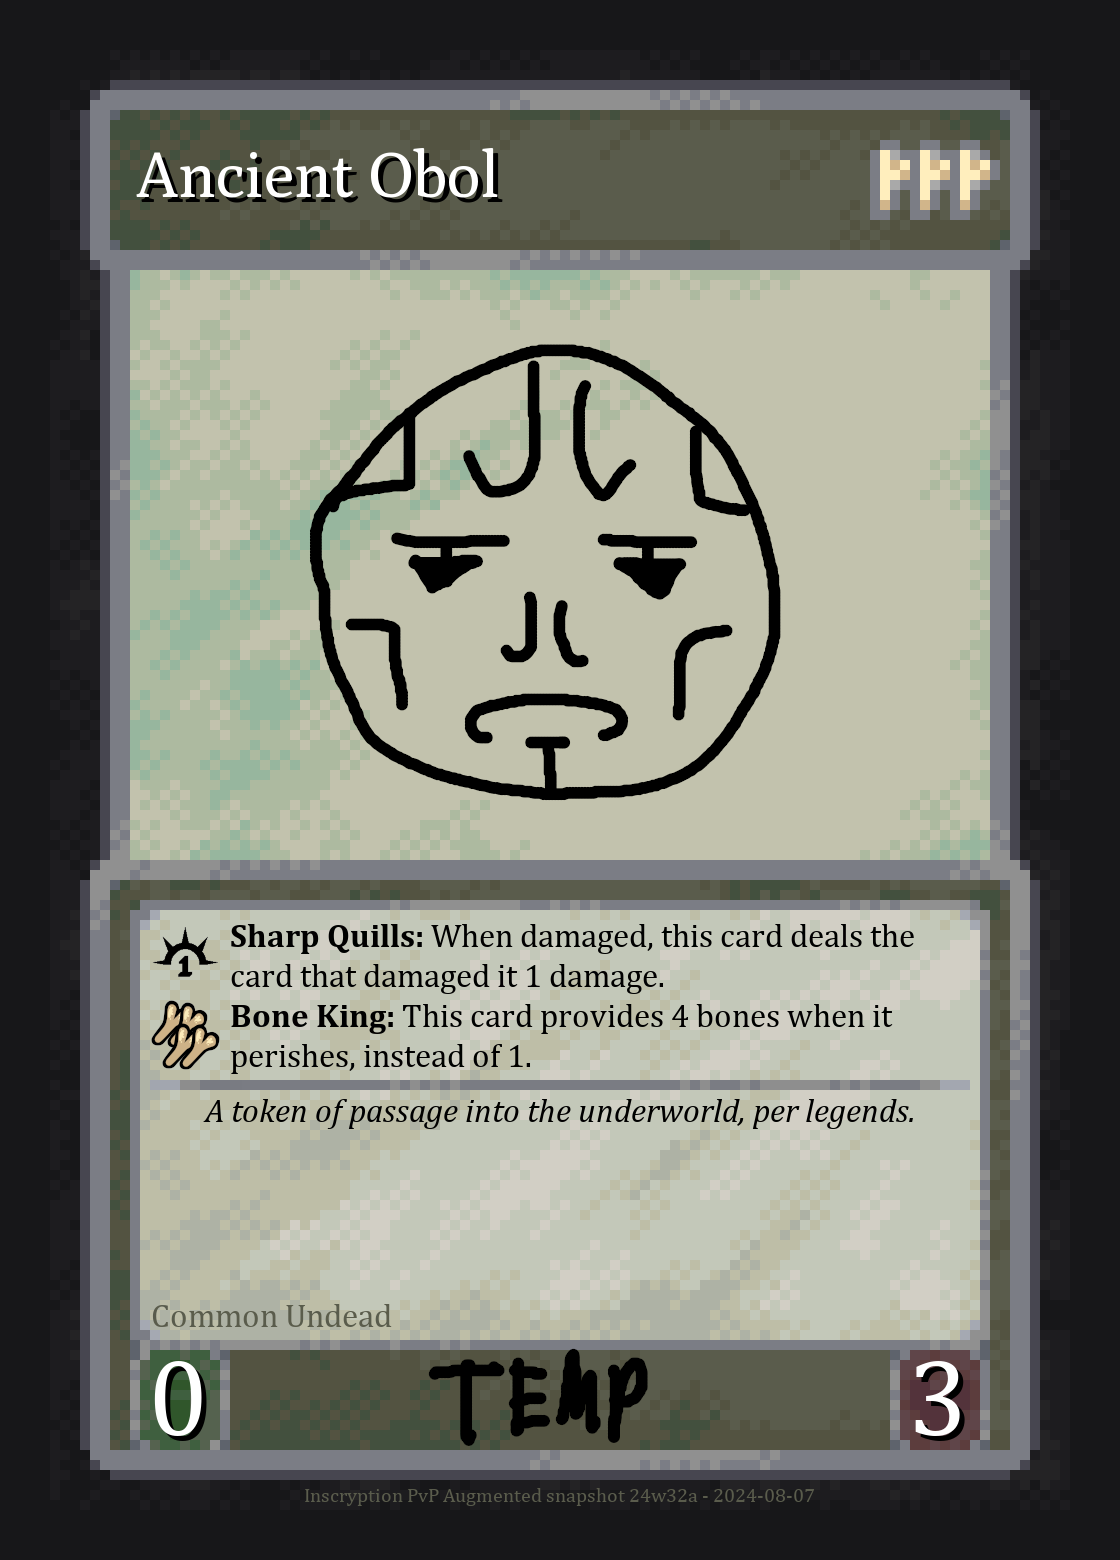 Ancient Obol
Sharp Quills: When damaged, this card deals the
card that damaged it 1 damage.
1
Bone King: This card provides 4 bones when it
perishes, instead of 1.
A token of passage into the underworld, per legends.
Common Undead
0
TEMP
3
Inscryption PvP Augmented snapshot 24w32a - 2024-08-07